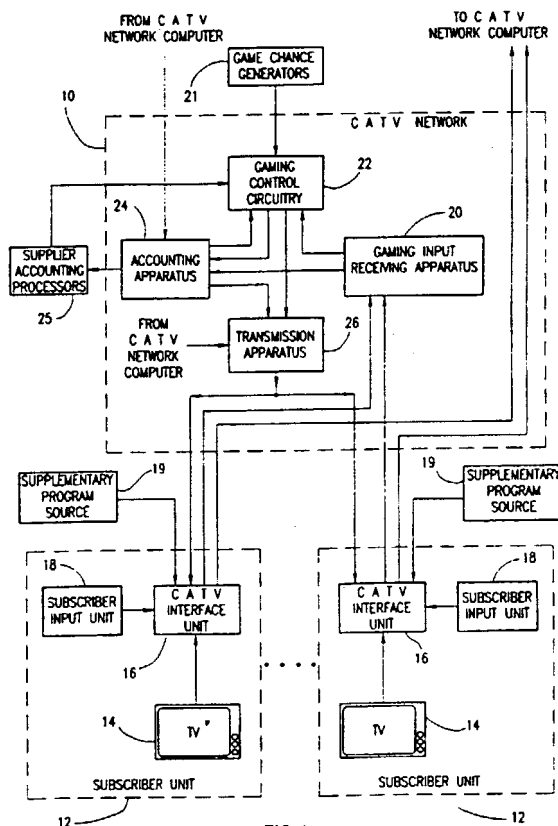 FROM C A T V
NETWORK COMPUTER
TO C A T V
NETWORK COMPUTER
GAME CHANCE
GENERATORS
21
10
C A T V NETWORK
GAMING
CONTROL
CIRCUITRY
22
24
20
SUPPLIER
ACCOUNTING
PROCESSORS
25
ACCOUNTING
APPARATUS
GAMING INPUT
RECEIVING APPARATUS
FROM
C A T V
NETWORK
COMPUTER
TRANSMISSION
APPARATUS
26
19
SUPPLEMENTARY
PROGRAM
SOURCE
19
SUPPLEMENTARY
PROGRAM
SOURCE
18
SUBSCRIBER
INPUT UNIT
C A T V
INTERFACE
UNIT
16
C A T V
INTERFACE
UNIT
16
18
SUBSCRIBER
INPUT UNIT
14
TV
TV
14
SUBSCRIBER UNIT
SUBSCRIBER UNIT
12
12